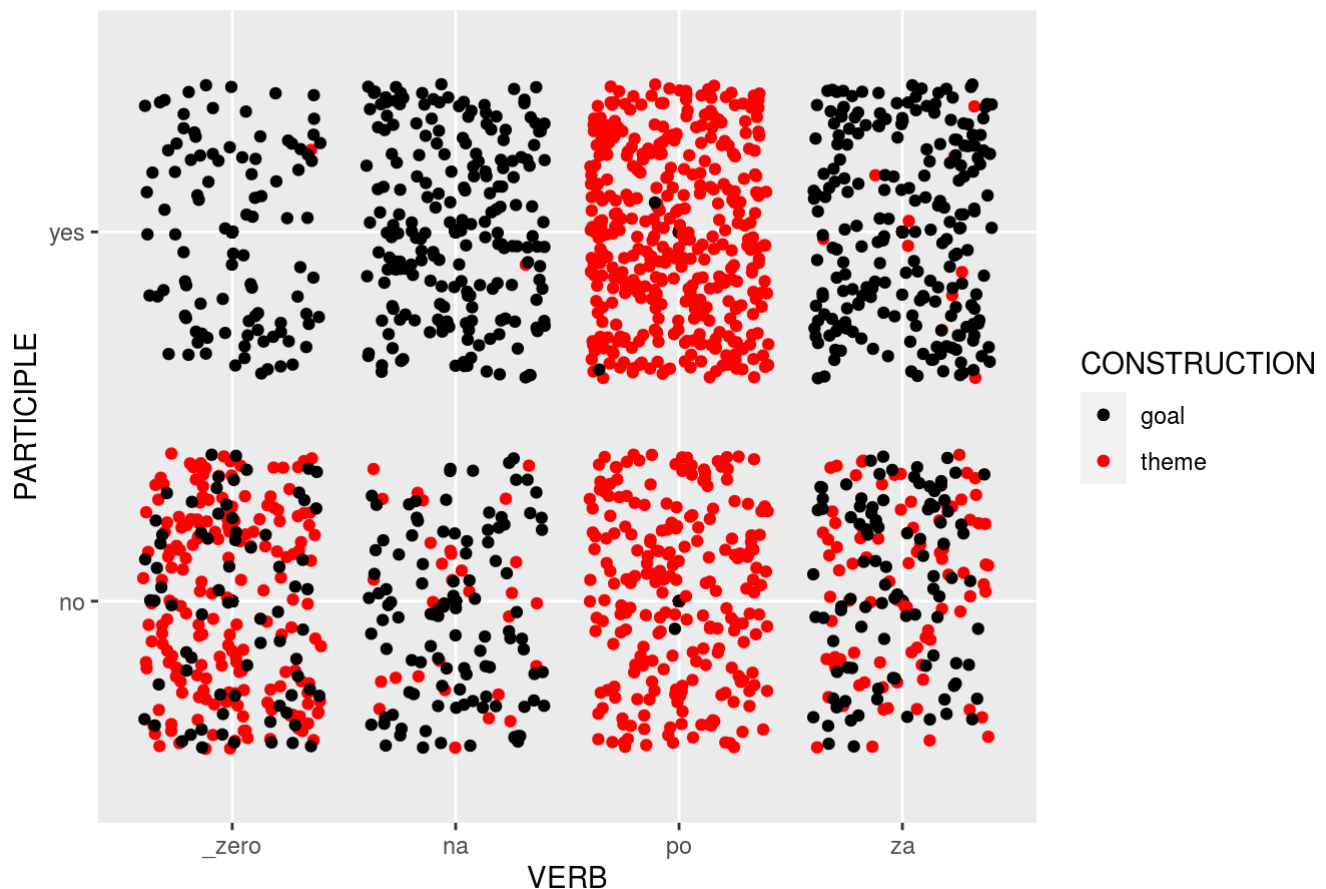 yes
no
PARTICIPLE
_zero na po za
VERB
CONSTRUCTION
goal
theme